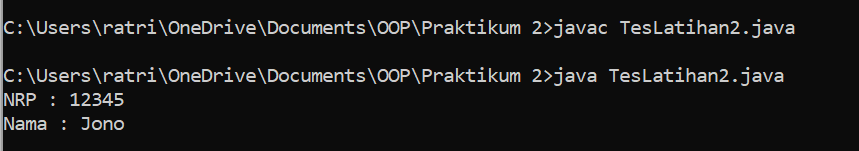 C:\Users\ratri\OneDrive\Documents\OOP\Praktikum 2>javac TesLatihan2.java
C:\Users\ratri\OneDrive\Documents\OOP\Praktikum 2>java TesLatihan2.java
NRP : 12345
Nama : Jono